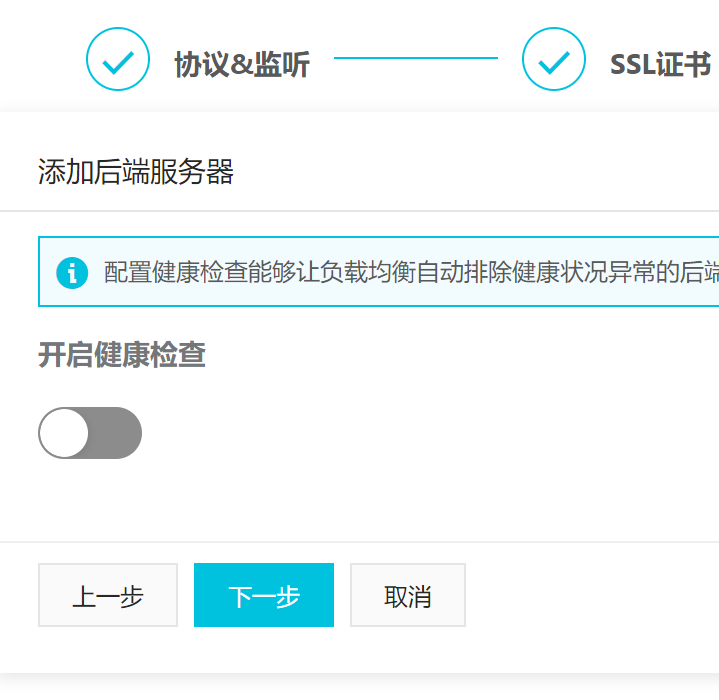 协议&监听
SSL证书
添加后端服务器
配置健康检查能够让负载均衡自动排除健康状况异常的后端
开启健康检查
上一步
下一步
取消